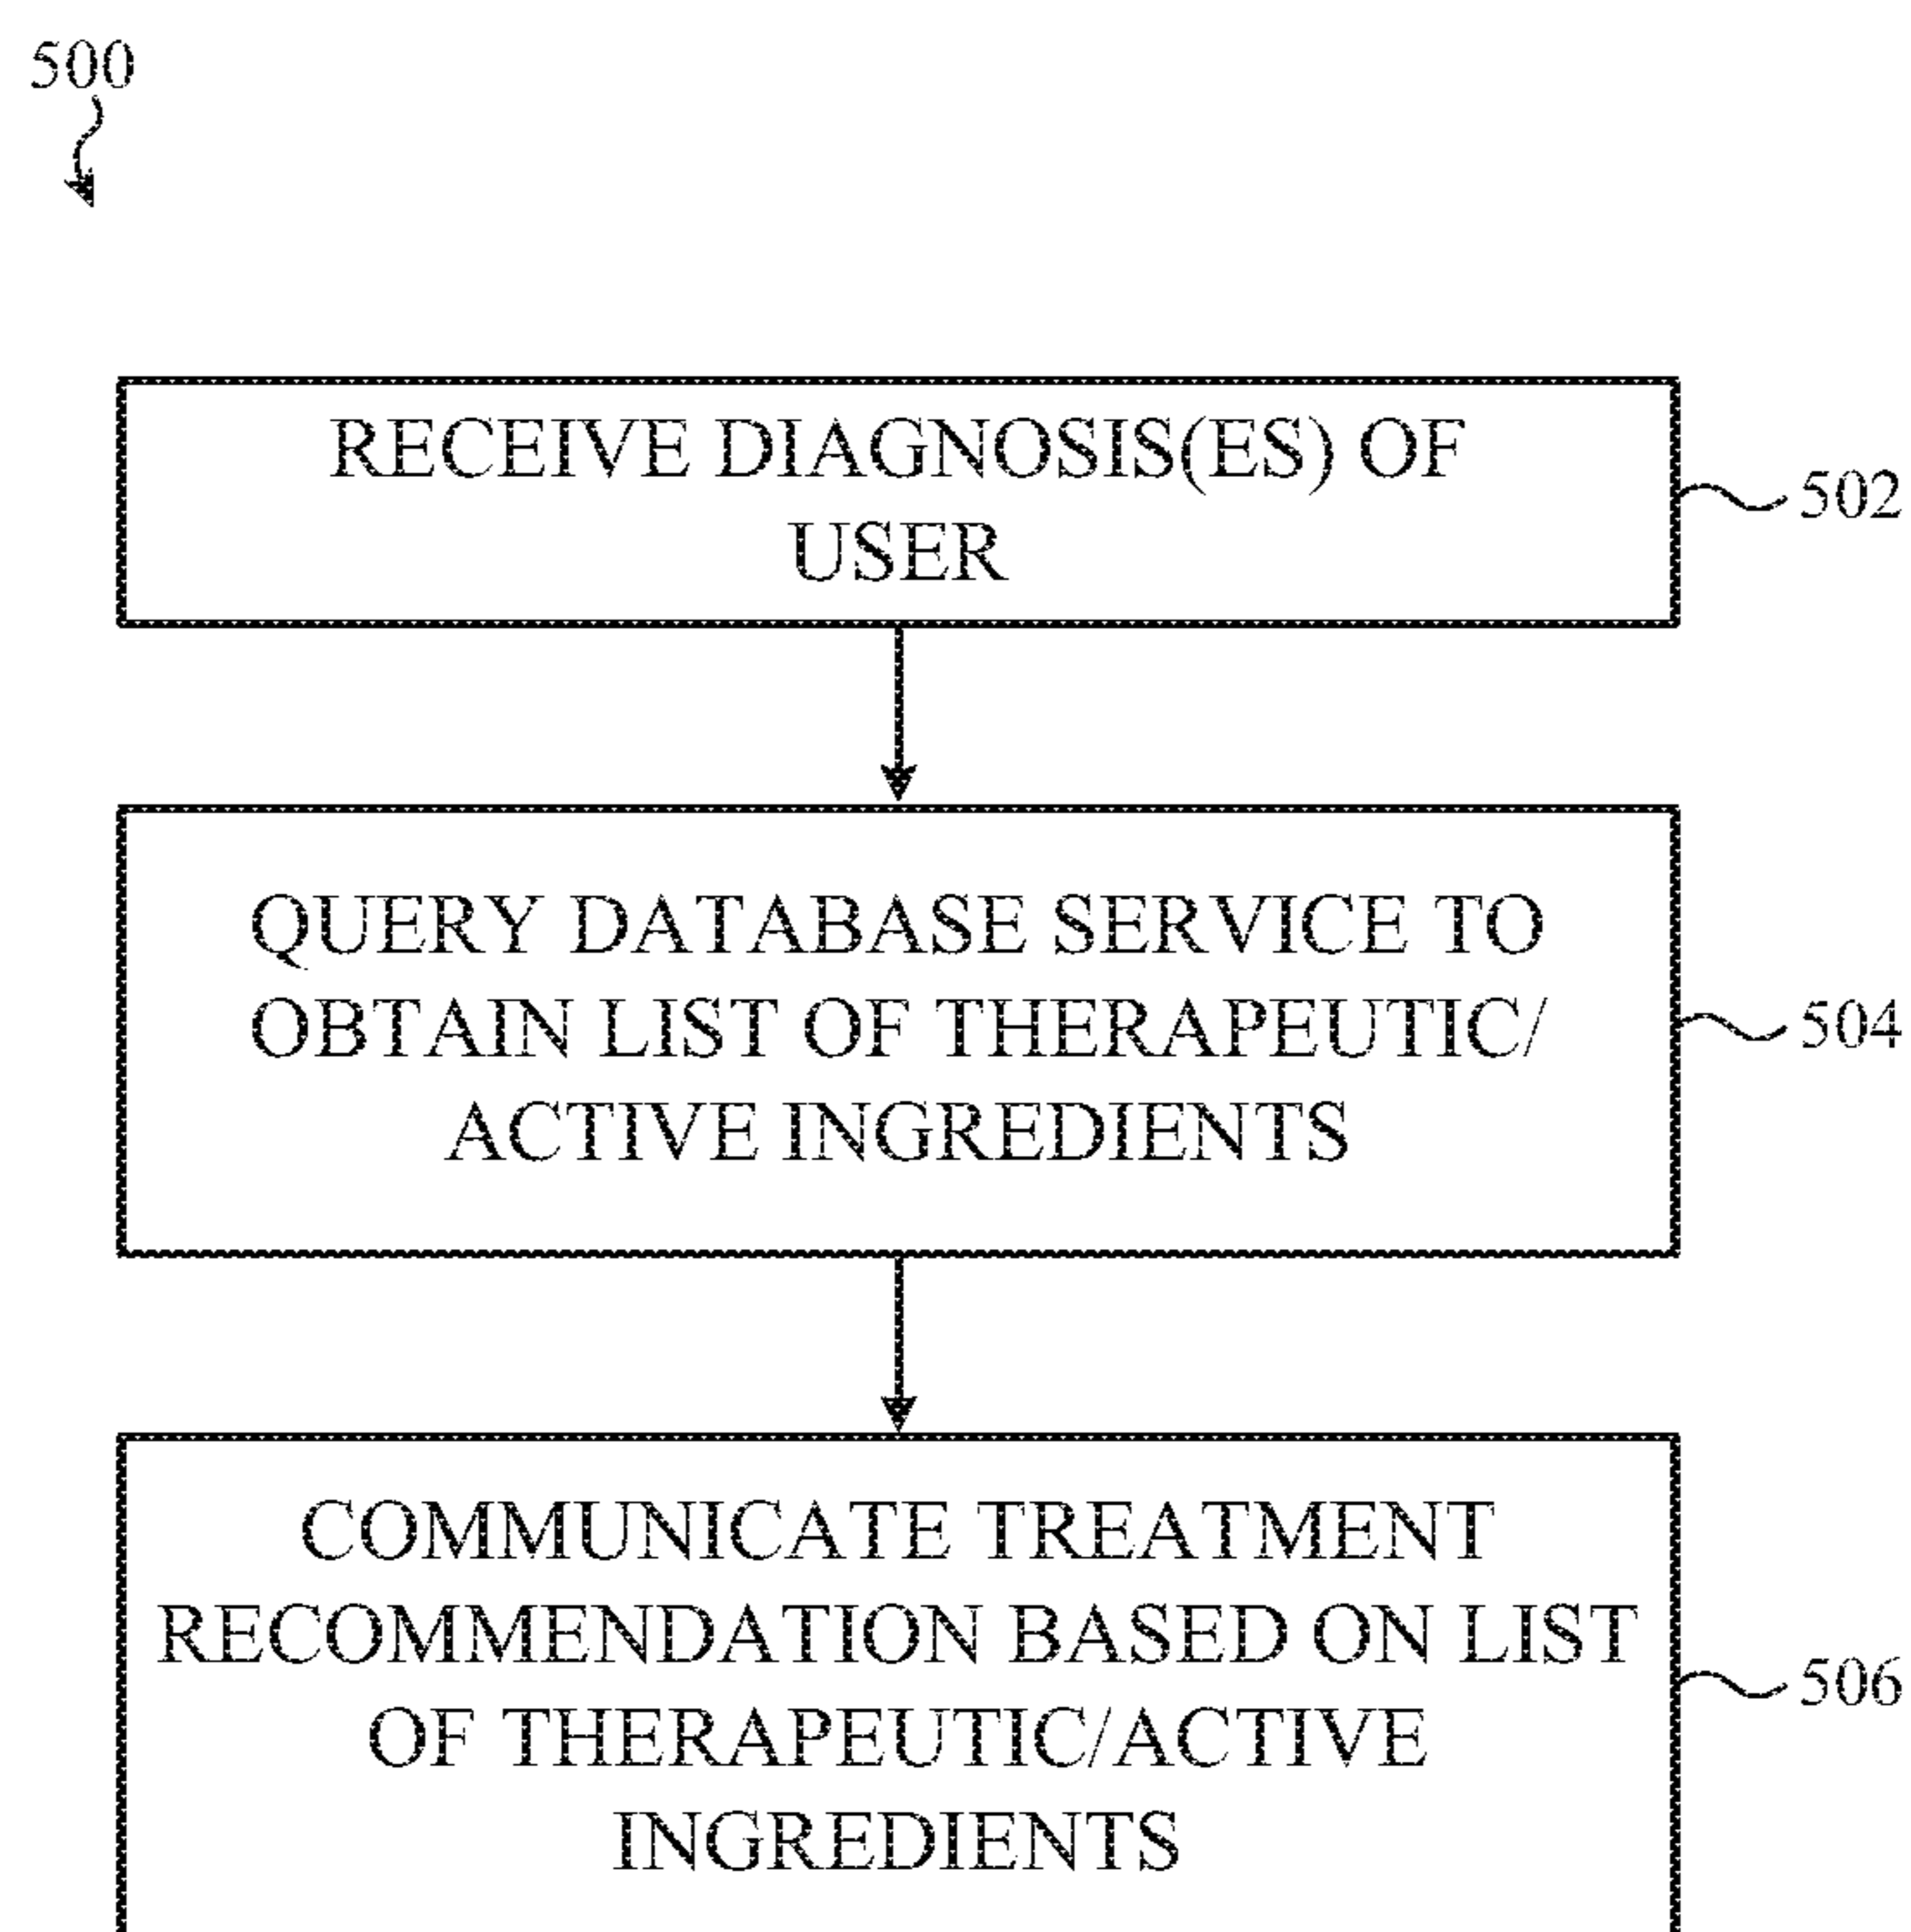 500
RECEIVE DIAGNOSIS(ES) OF
USER
502
QUERY DATABASE SERVICE TO
OBTAIN LIST OF THERAPEUTIC/
ACTIVE INGREDIENTS
504
COMMUNICATE TREATMENT
RECOMMENDATION BASED ON LIST
OF THERAPEUTIC/ACTIVE
INGREDIENTS
506